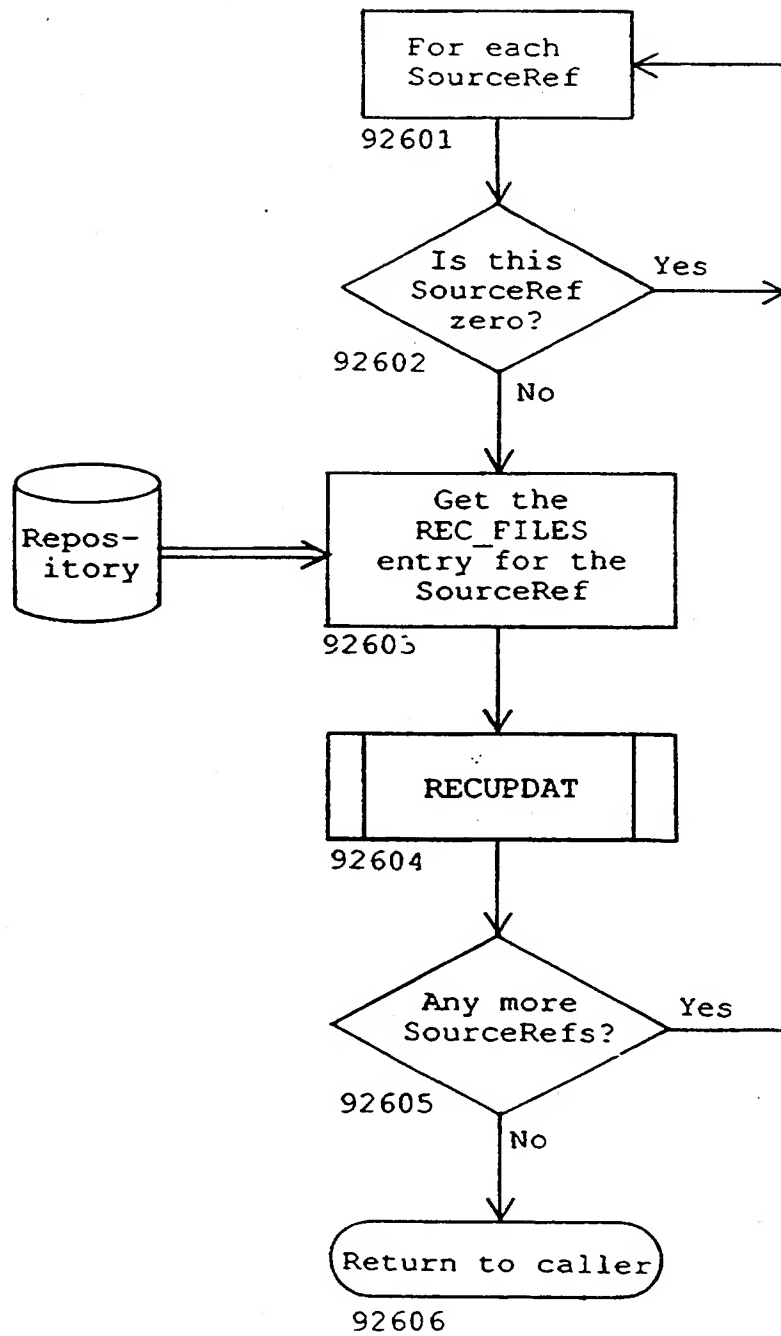 For each
SourceRef
92601
Is this
SourceRef
zero?
Yes
92602
No
Repos-
itory
Get the
REC_FILES
entry for the
SourceRef
92603
RECUPDAT
92604
Any more
SourceRefs?
Yes
92605
No
Return to caller
92606